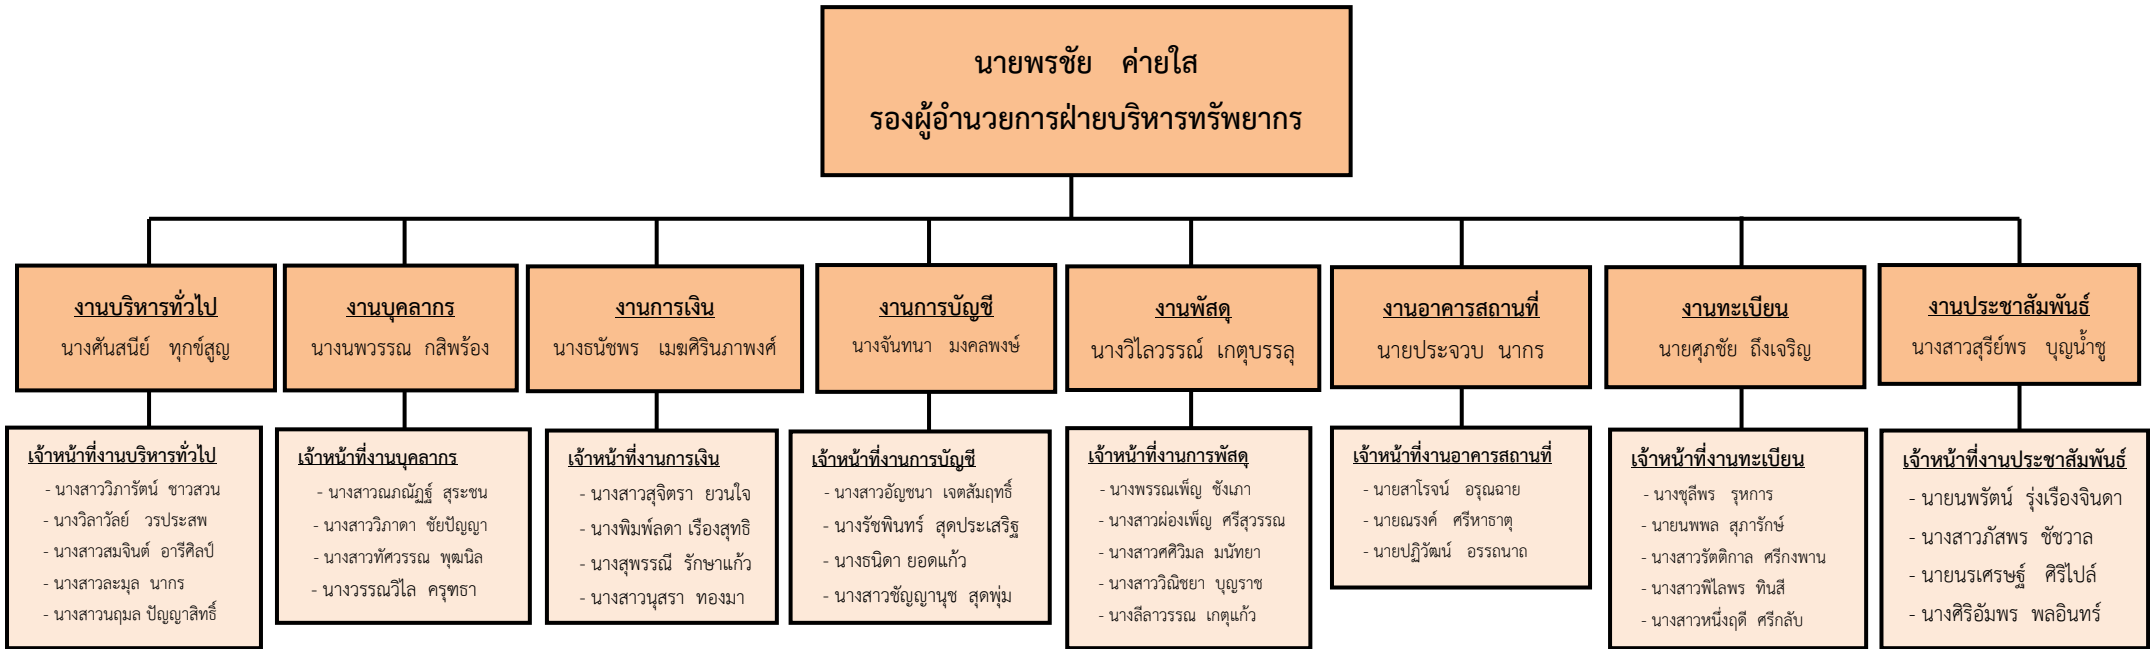 นายพรชัย ค่ายใส
รองผู้อำนวยการฝ่ายบริหารทรัพยากร
งานบริหารทั่วไป
นางศันสนีย์ ทุกข์สูญ
งานบุคลากร
นางนพวรรณ กสิพร้อง
งานการเงิน
นางธนัชพร เมฆศิรินภาพงศ์
งานการบัญชี
นางจันทนา มงคลพงษ์
งานพัสดุ
นางวิไลวรรณ์ เกตุบรรลุ
งานอาคารสถานที่
นายประจวบ นากร
งานทะเบียน
นายศุภชัย ถึงเจริญ
งานประชาสัมพันธ์
นางสาวสุรีย์พร บุญน้ำชู
เจ้าหน้าที่งานบริหารทั่วไป
- นางสาววิภารัตน์ ชาวสวน
- นางวิลาวัลย์ วรประสพ
- นางสาวสมจินต์ อารีศิลป์
- นางสาวละมุล นากร
- นางสาวนฤมล ปัญญาสิทธิ์
เจ้าหน้าที่งานบุคลากร
- นางสาวณภณัฏฐ์ สุระชน
- นางสาววิภาดา ชัยปัญญา
- นางสาวทัศวรรณ พุฒนิล
- นางวรรณวิไล ครุฑธา
เจ้าหน้าที่งานการเงิน
- นางสาวสุจิตรา ยวนใจ
- นางพิมพ์ลดา เรืองสุทธิ
- นางสุพรรณี รักษาแก้ว
- นางสาวนุสรา ทองมา
เจ้าหน้าที่งานการบัญชี
- นางสาวอัญชนา เจตสัมฤทธิ์
- นางรัชพินทร์ สุดประเสริฐ
- นางธนิดา ยอดแก้ว
- นางสาวชัญญานุช สุดพุ่ม
เจ้าหน้าที่งานการพัสดุ
- นางพรรณเพ็ญ ชังเภา
- นางสาวผ่องเพ็ญ ศรีสุวรรณ
- นางสาวศศิวิมล มนัทยา
- นางสาววิณิชยา บุญราช
- นางลีลาวรรณ เกตุแก้ว
เจ้าหน้าที่งานอาคารสถานที่
- นายสาโรจน์ อรุณฉาย
- นายณรงค์ ศรีหาธาตุ
- นายปฏิวัฒน์ อรรถนาถ
เจ้าหน้าที่งานทะเบียน
- นางชุลีพร รุหการ
- นายนพพล สุภารักษ์
- นางสาวรัตติกาล ศรีกงพาน
- นางสาวพิไลพร ทินสี
- นางสาวหนึ่งฤดี ศรีกลับ
เจ้าหน้าที่งานประชาสัมพันธ์
- นายนพรัตน์ รุ่งเรืองจินดา
- นางสาวภัสพร ชัชวาล
- นายนรเศรษฐ์ ศิริไปล์
- นางศิริอัมพร พลอินทร์